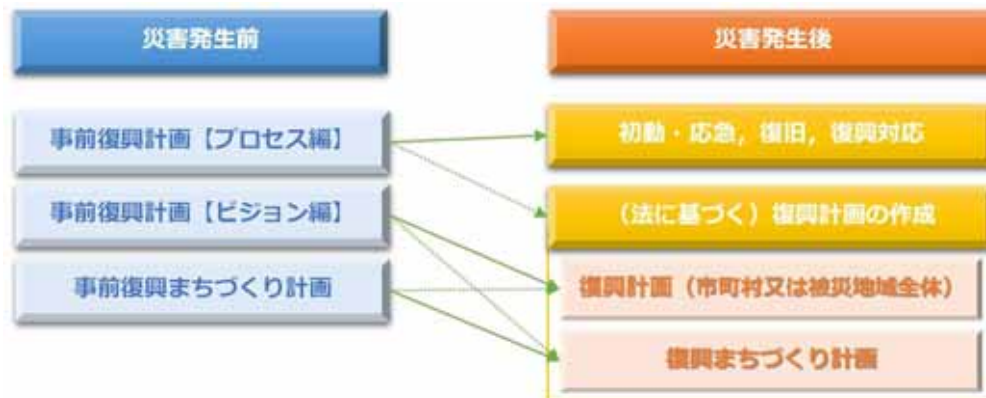 災害発生前
災害発生後
事前復興計画【プロセス編】
初動・応急，復旧，復興対応
事前復興計画【ビジョン編】
（法に基づく）復興計画の作成
事前復興まちづくり計画
復興計画（市町村又は被災地域全体）
復興まちづくり計画